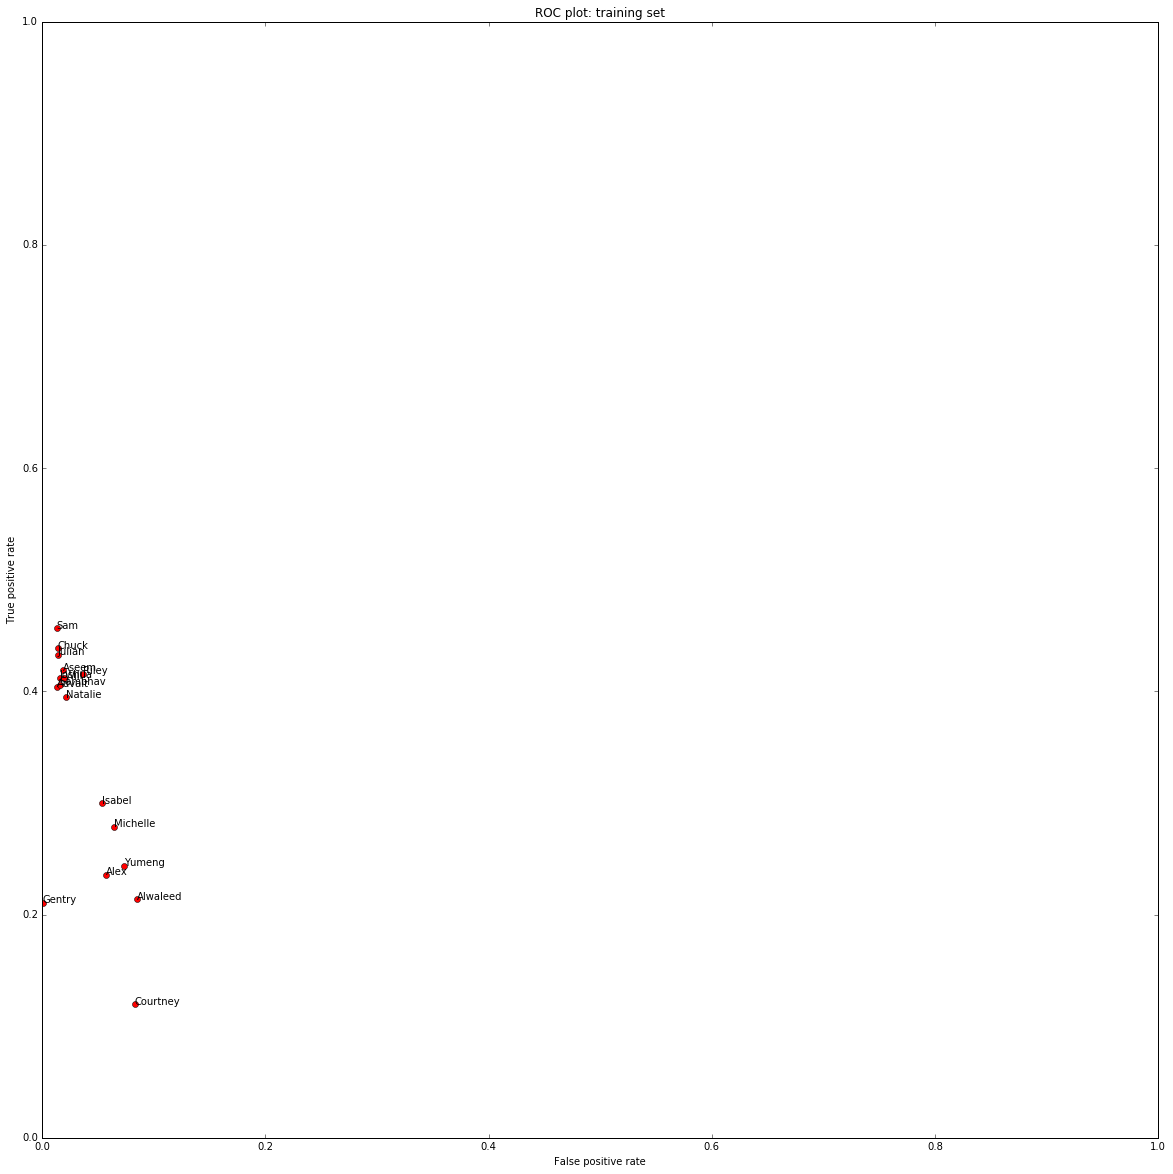 ROC plot: training set
1.0
0.8
0.6
True positive rate
Sam
Chuck
Julian
Aseem
Riley
0.4
Natalie
Isabel
Michelle
Yumeng
Alex
Alwaleed
Gentry
0.2
Courtney
0.0
0.0 0.2 0.4 0.6 0.8 1.0
False positive rate